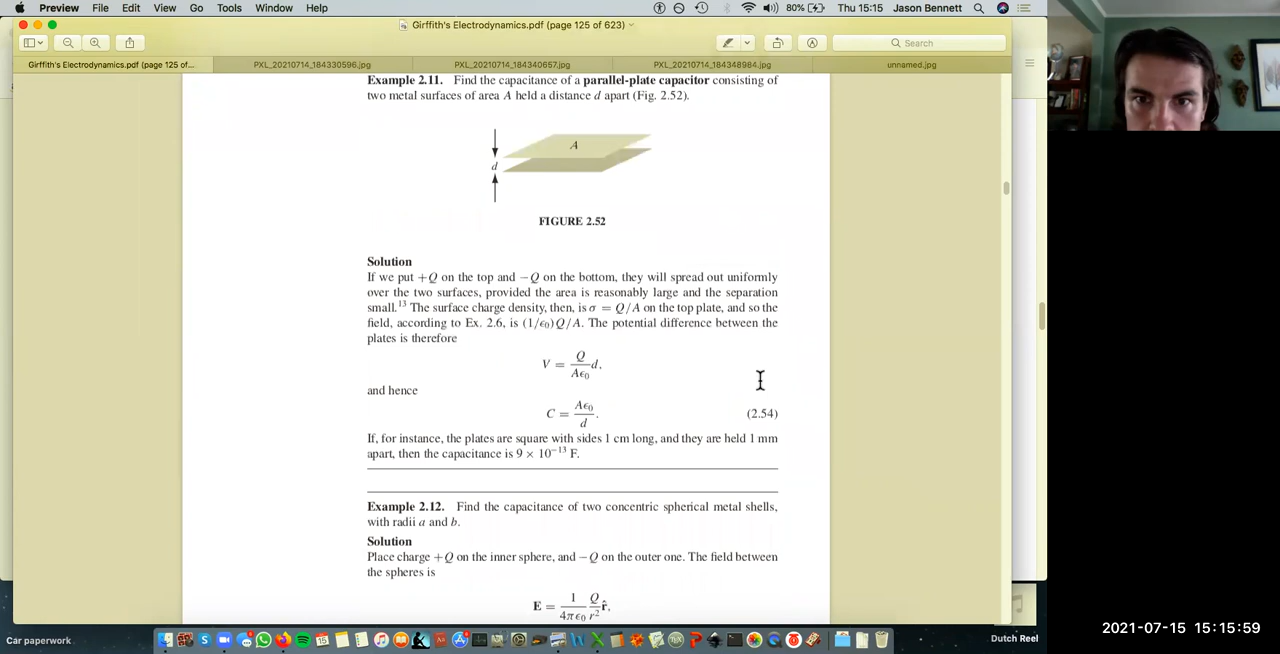 Preview File Edit View Go Tools Window Help
80% Thu 15:15 Jason Bennett
Griffith's Electrodynamics.pdf (page 125 of 623)
Search
Griffith's Electrodynamics.pdf (page 125 of... PXL_20210714_184330596.jpg PXL_20210714_184340657.jpg PXL_20210714_184348984.jpg unnamed.jpg
Example 2.11. Find the capacitance of a parallel-plate capacitor consisting of
two metal surfaces of area A held a distance d apart (Fig. 2.52).
A
d
FIGURE 2.52
Solution
If we put +Q on the top and −Q on the bottom, they will spread out uniformly
over the two surfaces, provided the area is reasonably large and the separation
small.13 The surface charge density, then, is σ = Q/A on the top plate, and so the
field, according to Ex. 2.6, is (1/ϵ0)Q/A. The potential difference between the
plates is therefore
V = Q/Aϵ0 d,
and hence
C = Aϵ0/d. (2.54)
If, for instance, the plates are square with sides 1 cm long, and they are held 1 mm
apart, then the capacitance is 9 × 10−13 F.
Example 2.12. Find the capacitance of two concentric spherical metal shells,
with radii a and b.
Solution
Place charge +Q on the inner sphere, and −Q on the outer one. The field between
the spheres is
E = 1/4πϵ0 Q/r2 r̂,
Car paperwork
Dutch Reel
2021-07-15 15:15:59